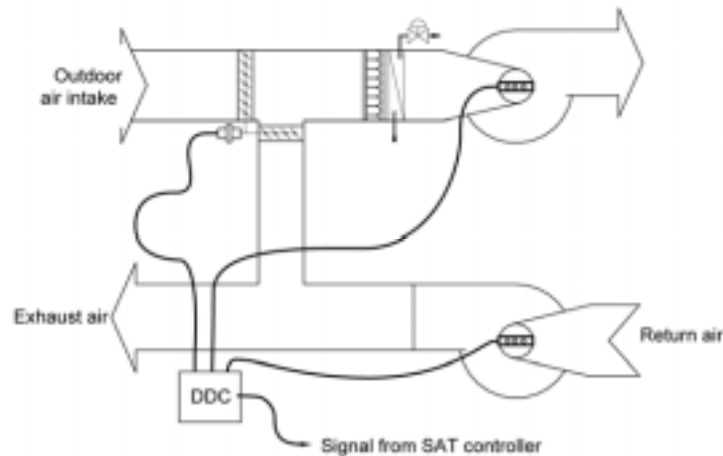 Outdoor
air intake
Exhaust air
Return air
DDC
Signal from SAT controller